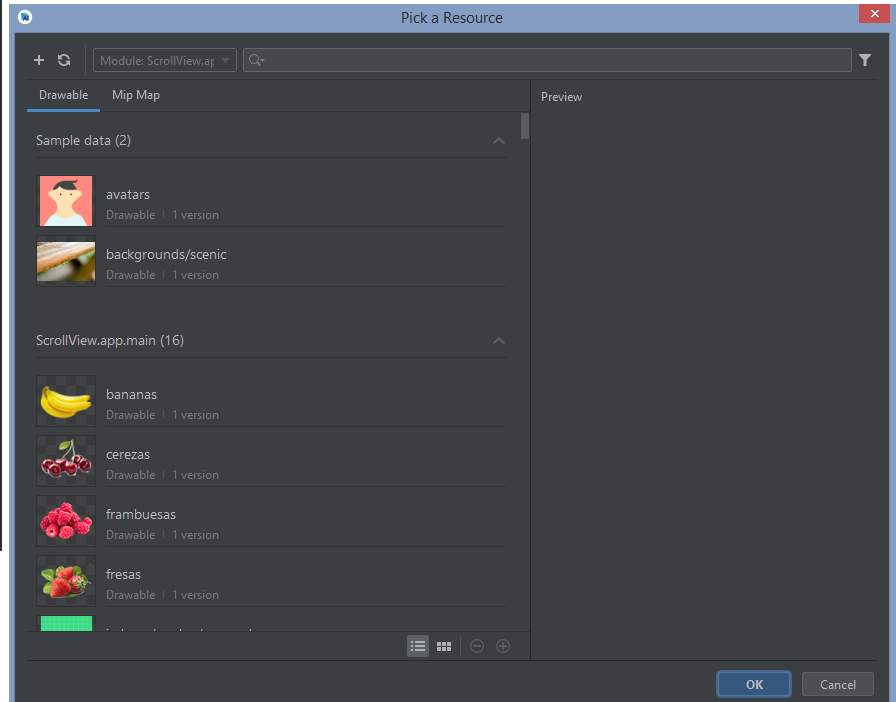 Pick a Resource
Module: ScrollView.ap
Drawable Mip Map
Preview
Sample data (2)
avatars
Drawable 1 version
backgrounds/scenic
Drawable 1 version
ScrollView.app.main (16)
bananas
Drawable 1 version
cerezas
Drawable 1 version
frambuesas
Drawable 1 version
fresas
Drawable 1 version
OK Cancel